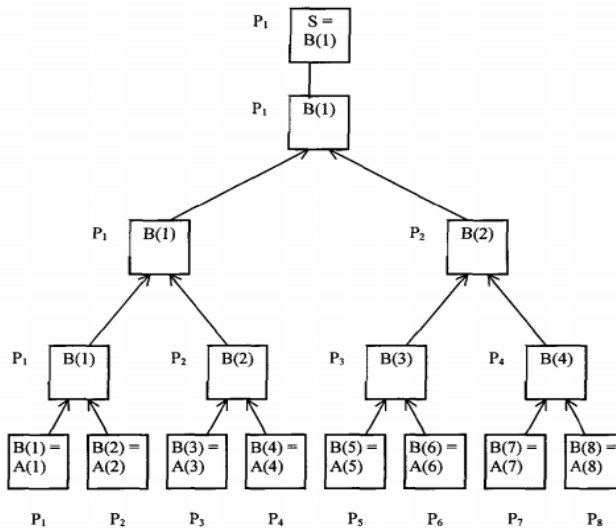 P₁
S =
B(1)
P₁
B(1)
P₁
B(1)
P₂
B(2)
P₁
B(1)
P₂
B(2)
P₃
B(3)
P₄
B(4)
B(1) =
A(1)
B(2) =
A(2)
B(3) =
A(3)
B(4) =
A(4)
B(5) =
A(5)
B(6) =
A(6)
B(7) =
A(7)
B(8) =
A(8)
P₁
P₂
P₃
P₄
P₅
P₆
P₇
P₈